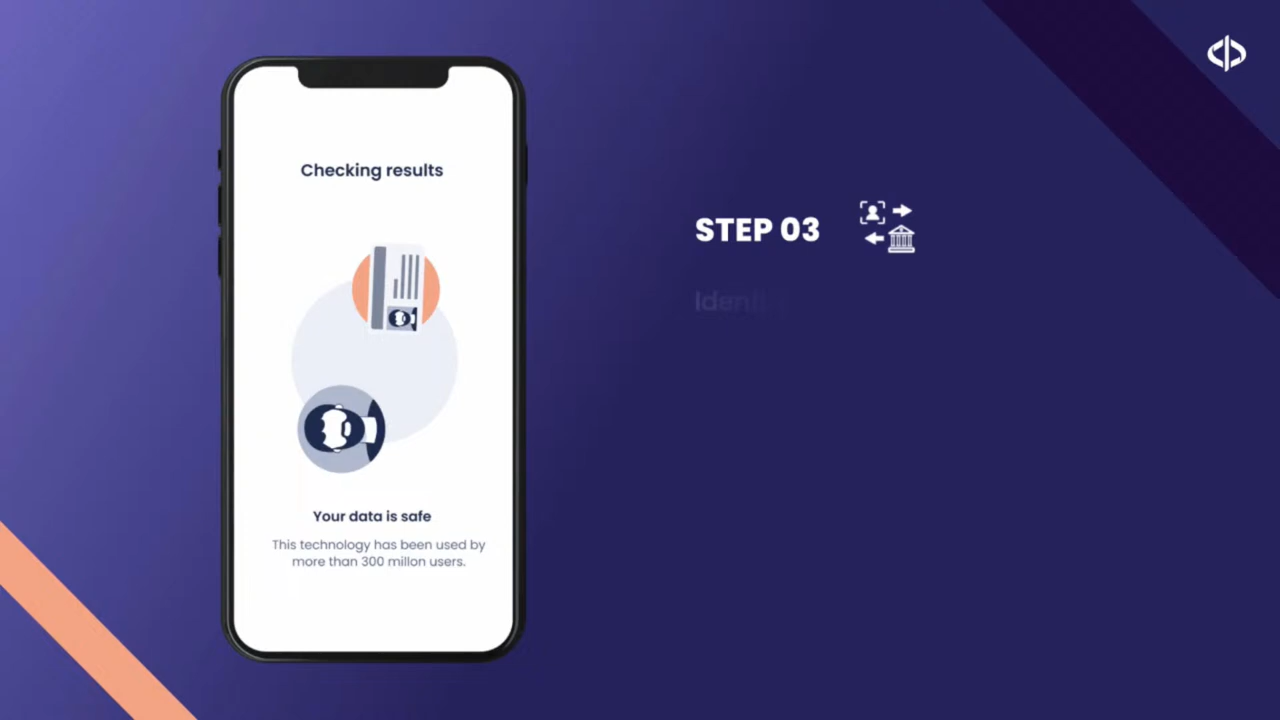 Checking results
Your data is safe
This technology has been used by
more than 300 millon users.
STEP 03